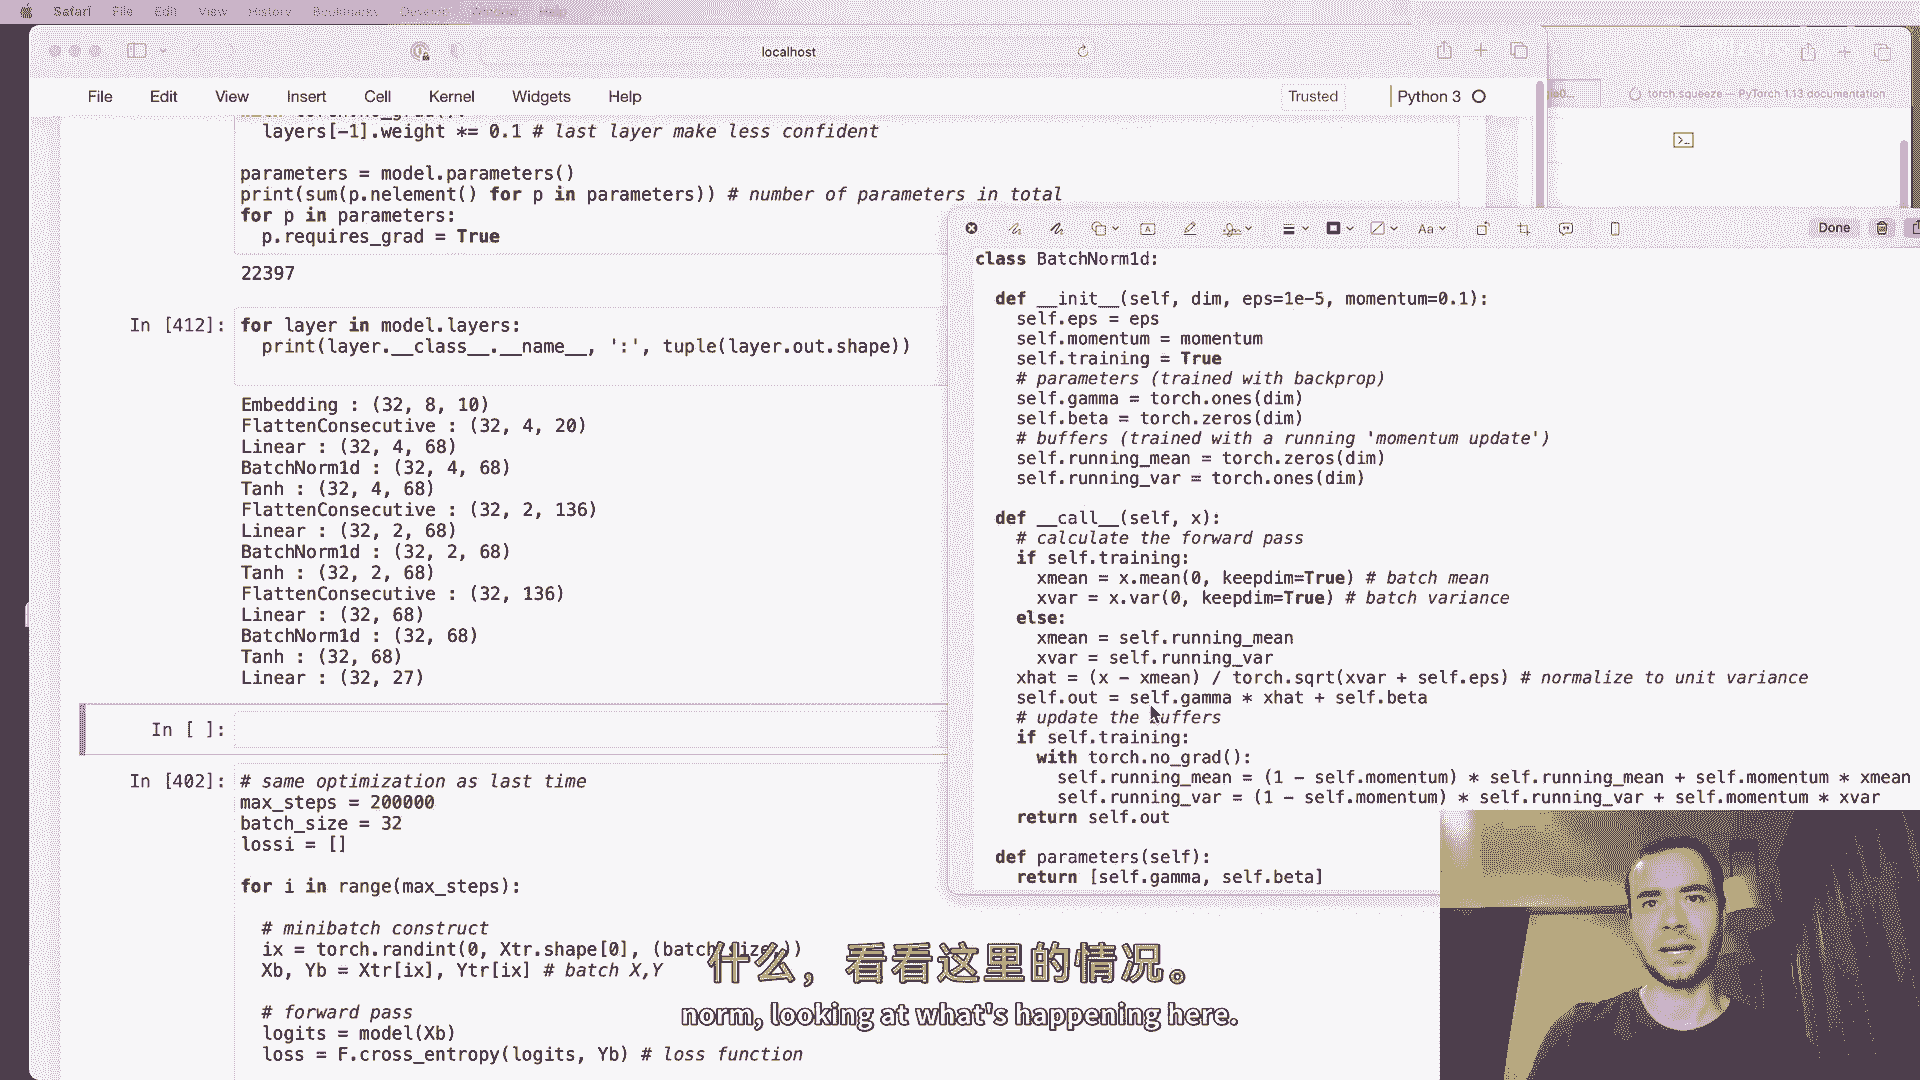 Safari File Edit View History Bookmarks Window Help
localhost
File Edit View Insert Cell Kernel Widgets Help
Trusted
Python 3
torch.squeeze — PyTorch 1.13 documentation
layers[-1].weight *= 0.1 # last layer make less confident
parameters = model.parameters()
print(sum(p.nelement() for p in parameters)) # number of parameters in total
for p in parameters:
p.requires_grad = True
22397
In [412]:
for layer in model.layers:
print(layer.__class__.__name__, ':', tuple(layer.out.shape))
Embedding : (32, 8, 10)
FlattenConsecutive : (32, 4, 20)
Linear : (32, 4, 68)
BatchNorm1d : (32, 4, 68)
Tanh : (32, 4, 68)
FlattenConsecutive : (32, 2, 136)
Linear : (32, 2, 68)
BatchNorm1d : (32, 2, 68)
Tanh : (32, 2, 68)
FlattenConsecutive : (32, 136)
Linear : (32, 68)
BatchNorm1d : (32, 68)
Tanh : (32, 68)
Linear : (32, 27)
In [ ]:
In [402]:
# same optimization as last time
max_steps = 200000
batch_size = 32
lossi = []
for i in range(max_steps):
# minibatch construct
ix = torch.randint(0, Xtr.shape[0], (batch_size,))
Xb, Yb = Xtr[ix], Ytr[ix] # batch X,Y
# forward pass
logits = model(Xb)
loss = F.cross_entropy(logits, Yb) # loss function
Aa
Done
class BatchNorm1d:
def __init__(self, dim, eps=1e-5, momentum=0.1):
self.eps = eps
self.momentum = momentum
self.training = True
# parameters (trained with backprop)
self.gamma = torch.ones(dim)
self.beta = torch.zeros(dim)
# buffers (trained with a running 'momentum update')
self.running_mean = torch.zeros(dim)
self.running_var = torch.ones(dim)
def __call__(self, x):
# calculate the forward pass
if self.training:
xmean = x.mean(0, keepdim=True) # batch mean
xvar = x.var(0, keepdim=True) # batch variance
else:
xmean = self.running_mean
xvar = self.running_var
xhat = (x - xmean) / torch.sqrt(xvar + self.eps) # normalize to unit variance
self.out = self.gamma * xhat + self.beta
# update the buffers
if self.training:
with torch.no_grad():
self.running_mean = (1 - self.momentum) * self.running_mean + self.momentum * xmean
self.running_var = (1 - self.momentum) * self.running_var + self.momentum * xvar
return self.out
def parameters(self):
return [self.gamma, self.beta]
什么，看看这里的情况。
norm, looking at what's happening here.